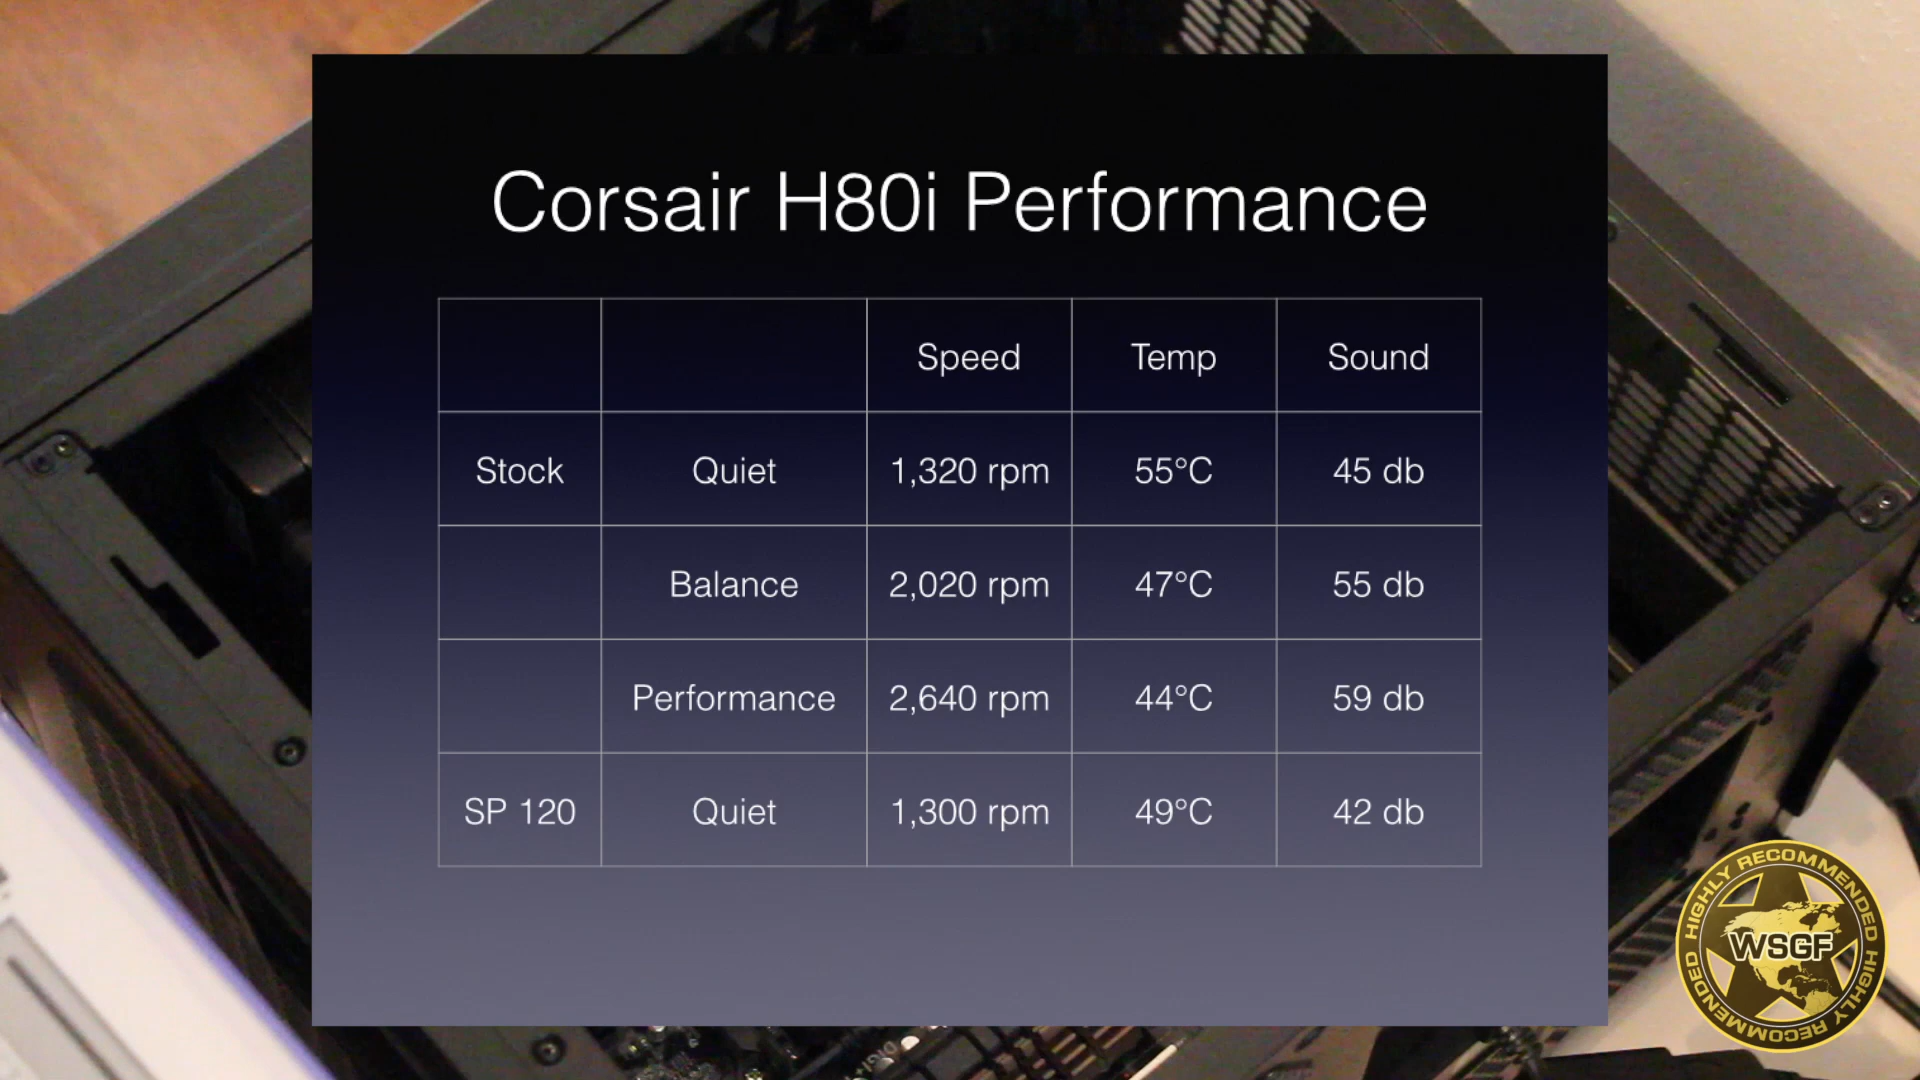 Corsair H80i Performance
Speed Temp Sound
Stock Quiet 1,320 rpm 55°C 45 db
Balance 2,020 rpm 47°C 55 db
Performance 2,640 rpm 44°C 59 db
SP 120 Quiet 1,300 rpm 49°C 42 db
HIGHLY RECOMMENDED HIGHLY RECOMMENDED
WSGF